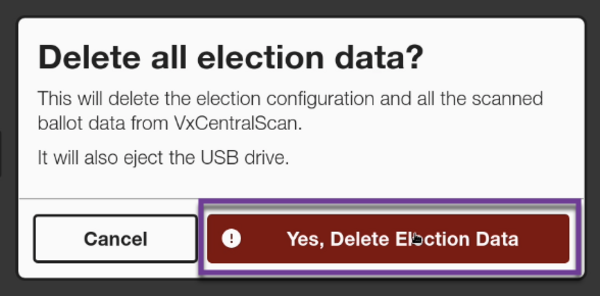 Delete all election data?
This will delete the election configuration and all the scanned
ballot data from VxCentralScan.
It will also eject the USB drive.
Cancel
Yes, Delete Election Data